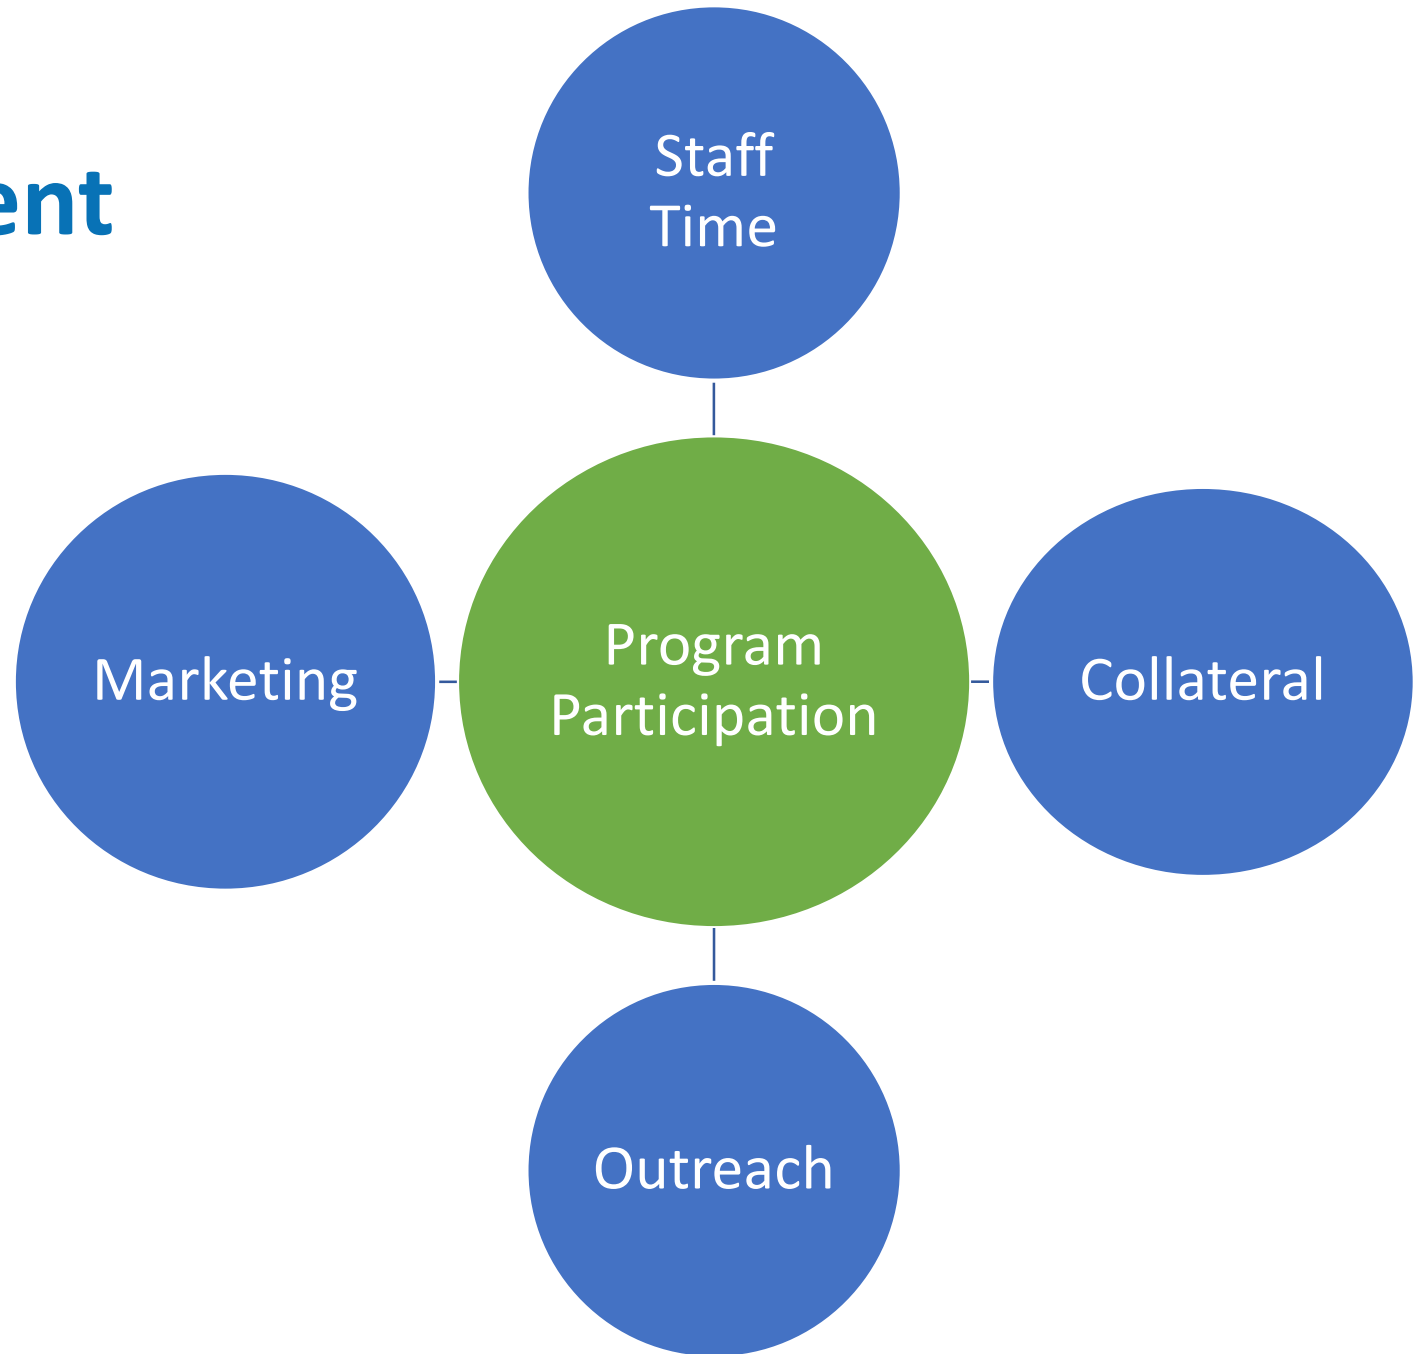 ent
Staff
Time
Marketing
Program
Participation
Collateral
Outreach